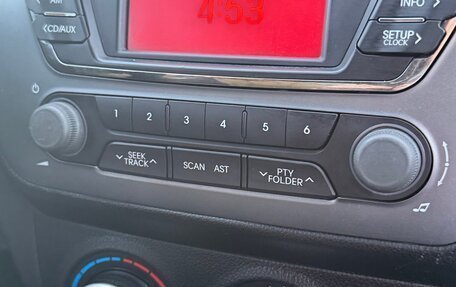 AM
4:53
INFO
CD/AUX
SETUP
CLOCK
1 2 3 4 5 6
SEEK
TRACK
SCAN AST
PTY
FOLDER